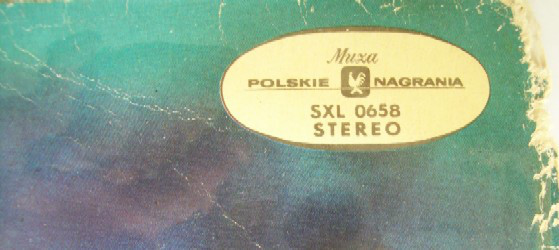 Muza
POLSKIE NAGRANIA
SXL 0658
STEREO